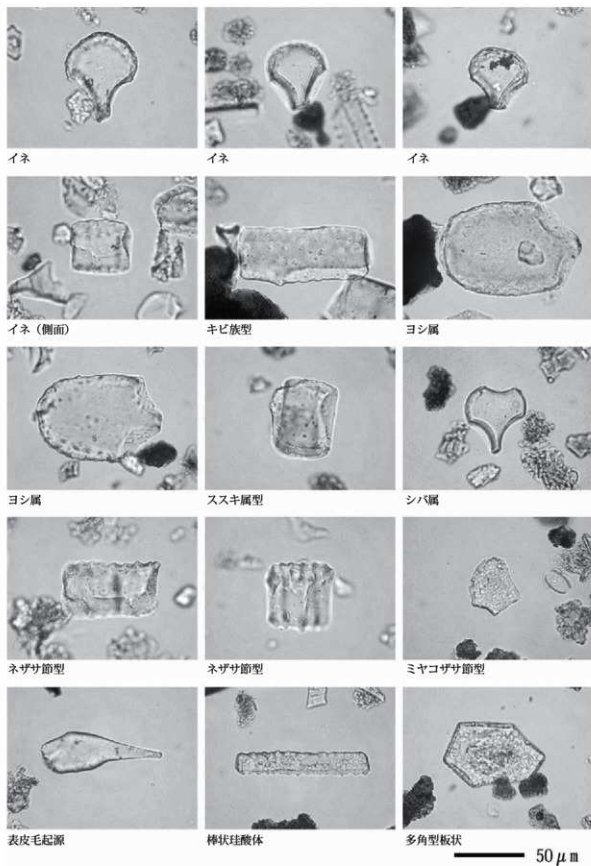 イネ
イネ
イネ
イネ（側面）
キビ族型
ヨシ属
ヨシ属
ススキ属型
シバ属
ネザサ節型
ネザサ節型
ミヤコザサ節型
表皮毛起源
棒状珪酸体
多角型板状
50μm